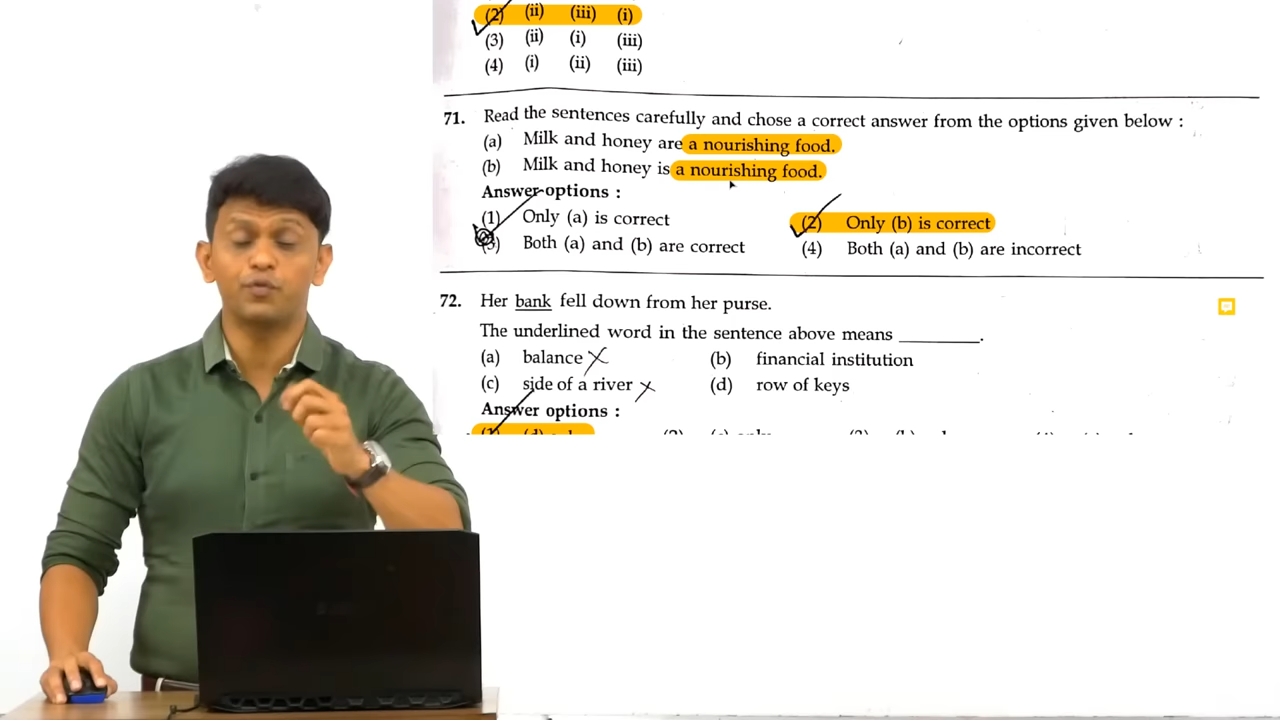 (2) (ii) (iii) (i)
(3) (ii) (i) (iii)
(4) (i) (ii) (iii)
71. Read the sentences carefully and chose a correct answer from the options given below :
(a) Milk and honey are a nourishing food.
(b) Milk and honey is a nourishing food.
Answer options :
(1) Only (a) is correct (2) Only (b) is correct
(3) Both (a) and (b) are correct (4) Both (a) and (b) are incorrect
72. Her bank fell down from her purse.
The underlined word in the sentence above means ________.
(a) balance (b) financial institution
(c) side of a river (d) row of keys
Answer options :